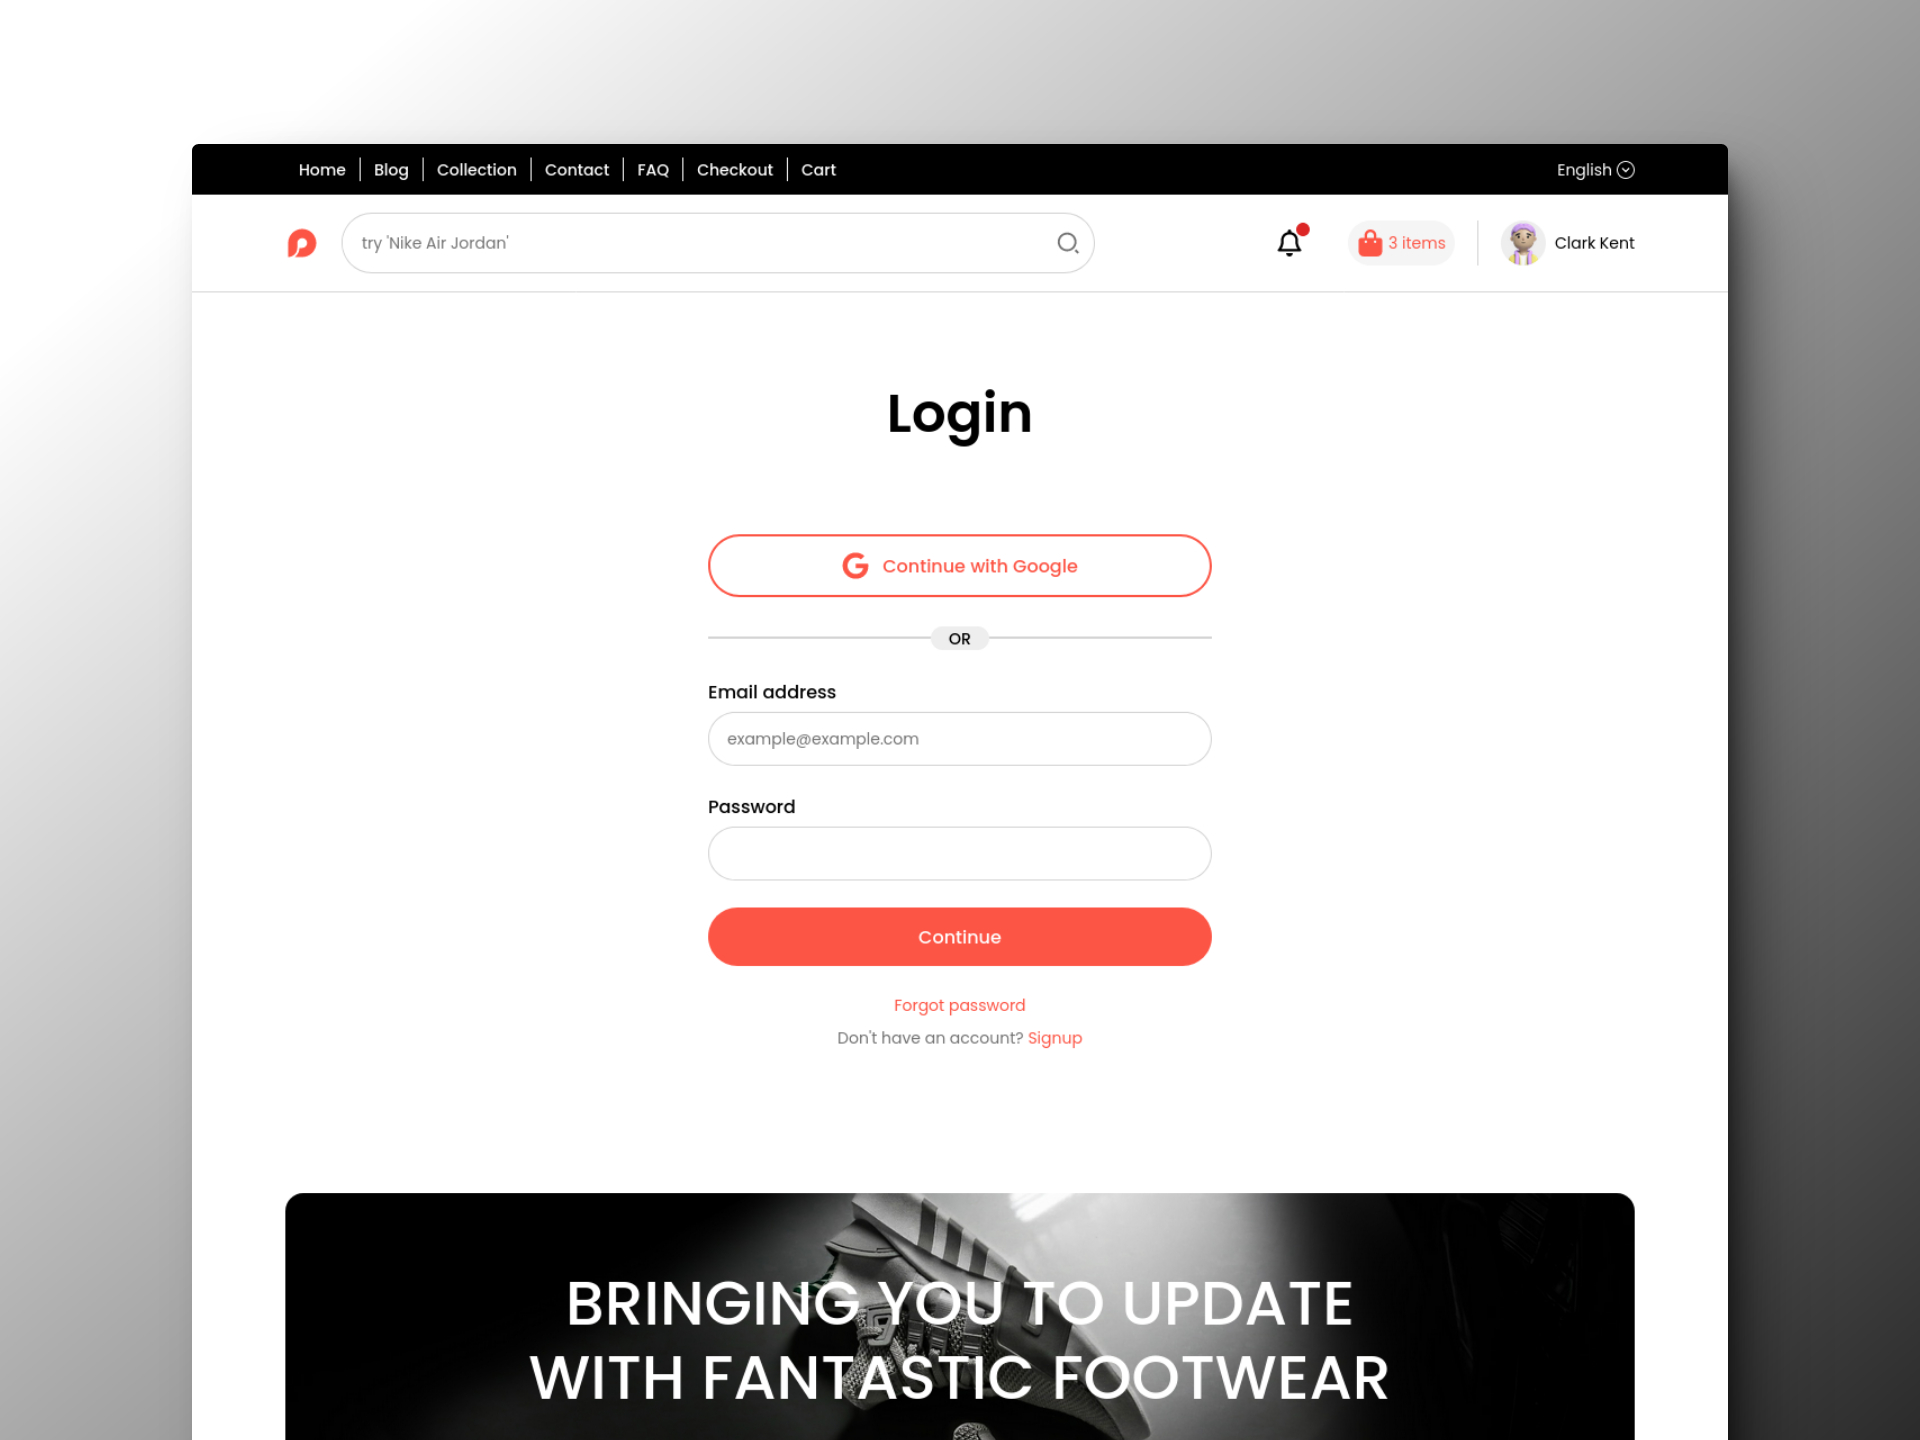 Home Blog Collection Contact FAQ Checkout Cart English
try 'Nike Air Jordan' 3 items Clark Kent
Login
Continue with Google
OR
Email address
example@example.com
Password
Continue
Forgot password
Don't have an account? Signup
BRINGING YOU TO UPDATE
WITH FANTASTIC FOOTWEAR